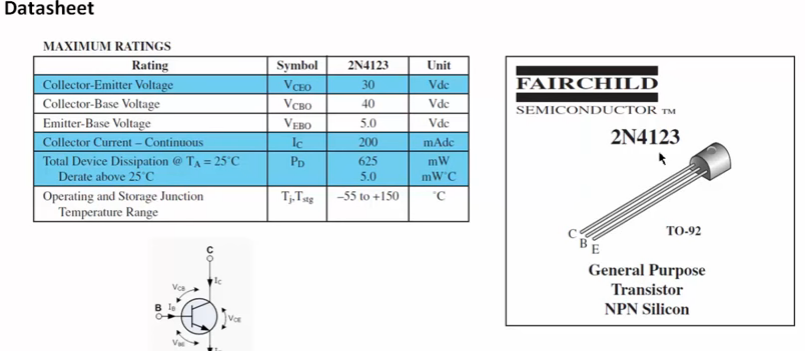 Datasheet
MAXIMUM RATINGS
Rating Symbol 2N4123 Unit
Collector-Emitter Voltage VCEO 30 Vdc
Collector-Base Voltage VCBO 40 Vdc
Emitter-Base Voltage VEBO 5.0 Vdc
Collector Current – Continuous IC 200 mAdc
Total Device Dissipation @ TA = 25˚C PD 625 mW
Derate above 25˚C 5.0 mW˚C
Operating and Storage Junction Tj,Tstg –55 to +150 ˚C
Temperature Range
FAIRCHILD
SEMICONDUCTOR TM
2N4123
C
B
E
TO-92
General Purpose
Transistor
NPN Silicon
C
IC
VCB
B IB
VCE
VBE